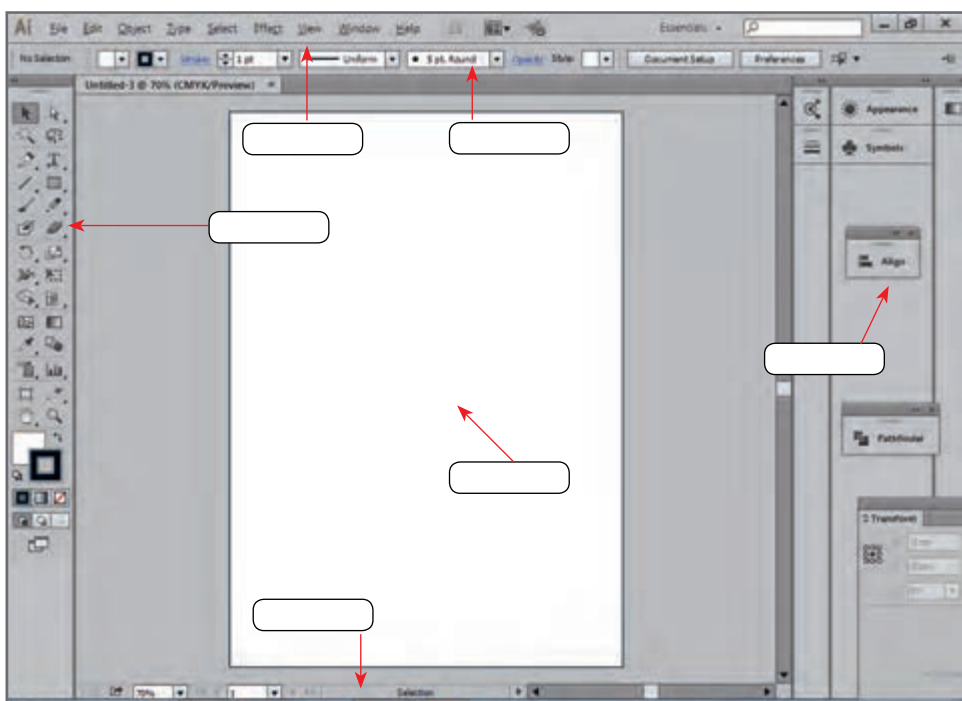 Ai File Edit Object Type Select Effect View Window Help Essentials
No Selection Stroke: 1 pt Uniform 5 pt. Round Opacity Style: Document Setup Preferences
Untitled-3 @ 70% (CMYK/Preview) ×
Appearance
Symbols
Align
Pathfinder
Transform
70% 1 Selection